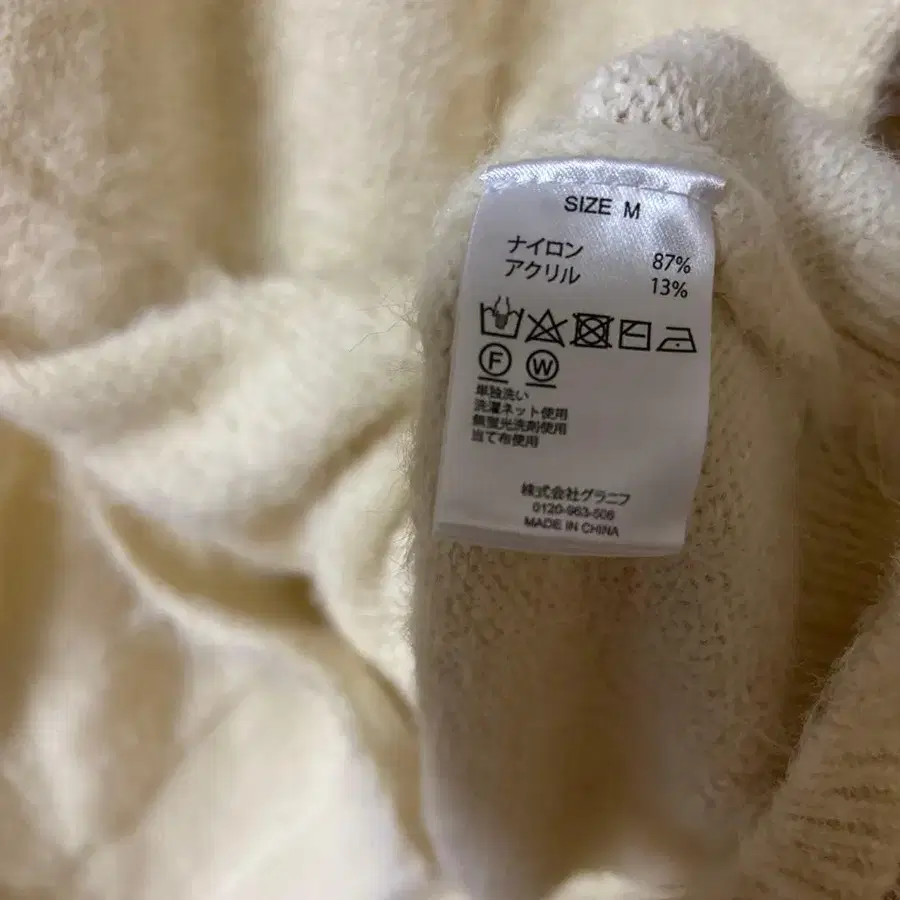 SIZE M
ナイロン 87%
アクリル 13%
F W
単独洗い
洗濯ネット使用
無蛍光洗剤使用
当て布使用
株式会社グラニフ
0120-963-506
MADE IN CHINA